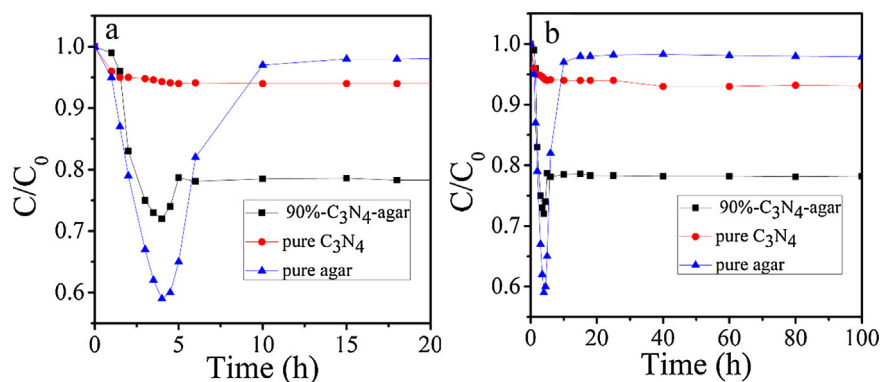 a
1.0
0.9
0.8
0.7
0.6
C/C₀
0
5
10
15
20
Time (h)
90%-C₃N₄-agar
pure C₃N₄
pure agar
b
1.0
0.9
0.8
0.7
0.6
C/C₀
0
20
40
60
80
100
Time (h)
90%-C₃N₄-agar
pure C₃N₄
pure agar